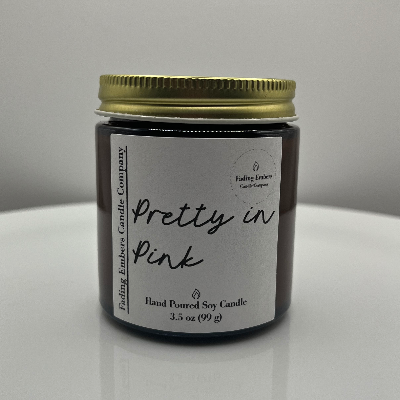 Fading Embers Candle Company
Fading Embers
Candle Company
Pretty in
Pink
Hand Poured Soy Candle
3.5 oz (99 g)